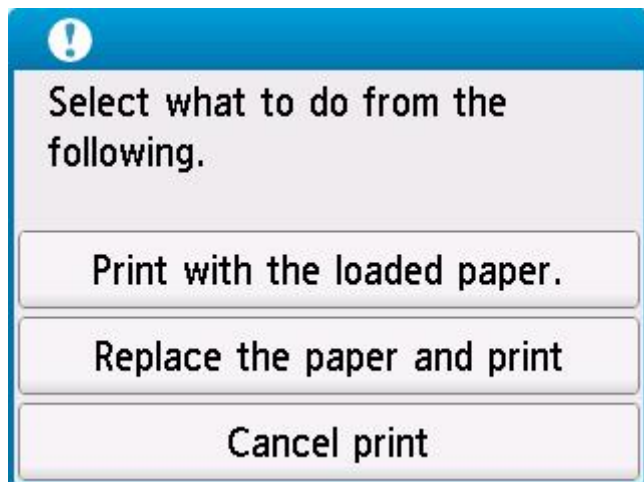 Select what to do from the
following.
Print with the loaded paper.
Replace the paper and print
Cancel print